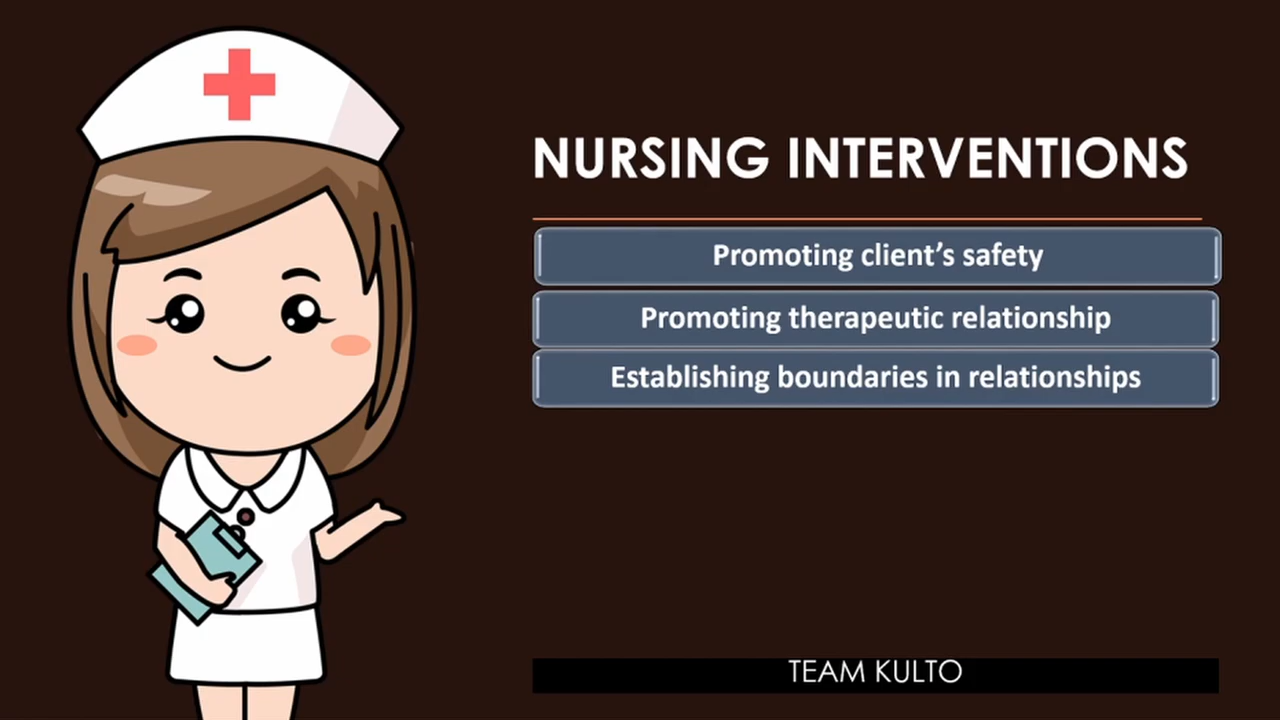 NURSING INTERVENTIONS
Promoting client’s safety
Promoting therapeutic relationship
Establishing boundaries in relationships
TEAM KULTO